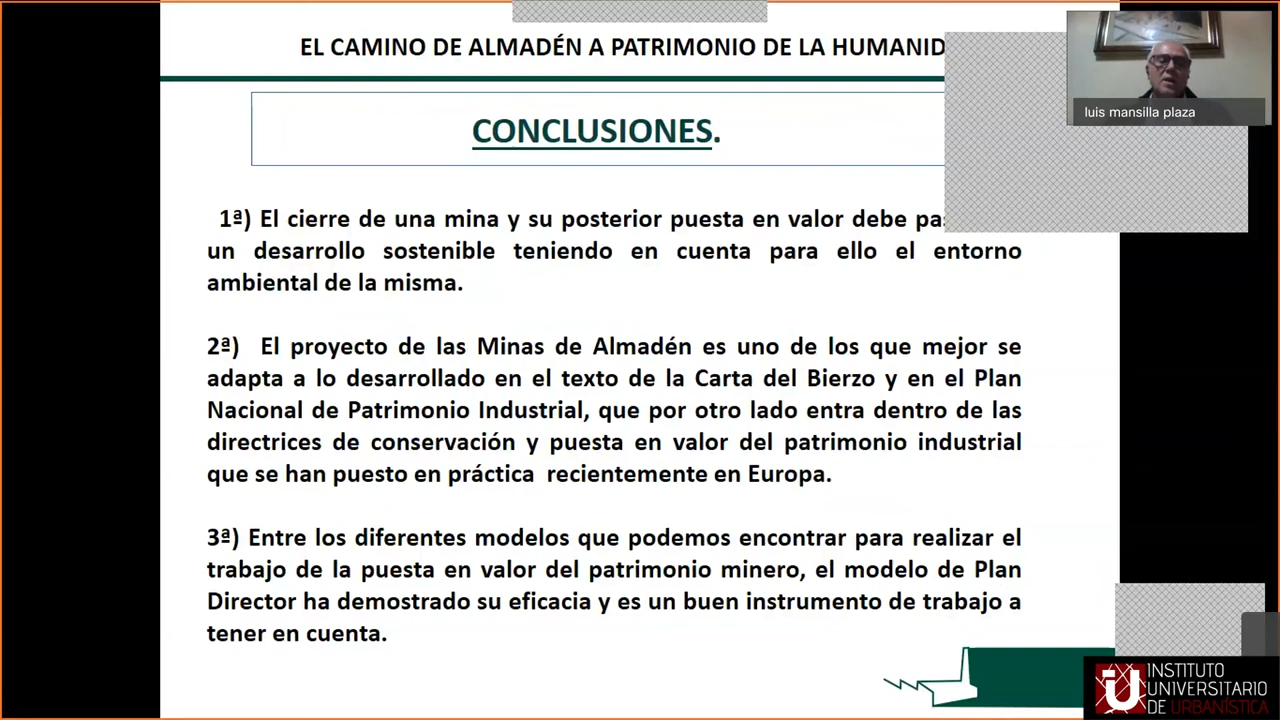 EL CAMINO DE ALMADÉN A PATRIMONIO DE LA
luis mansilla plaza
CONCLUSIONES.
1ª) El cierre de una mina y su posterior puesta en valor debe
un desarrollo sostenible teniendo en cuenta para ello el entorno
ambiental de la misma.
2ª) El proyecto de las Minas de Almadén es uno de los que mejor se
adapta a lo desarrollado en el texto de la Carta del Bierzo y en el Plan
Nacional de Patrimonio Industrial, que por otro lado entra dentro de las
directrices de conservación y puesta en valor del patrimonio industrial
que se han puesto en práctica recientemente en Europa.
3ª) Entre los diferentes modelos que podemos encontrar para realizar el
trabajo de la puesta en valor del patrimonio minero, el modelo de Plan
Director ha demostrado su eficacia y es un buen instrumento de trabajo a
tener en cuenta.
INSTITUTO
UNIVERSITARIO
DE URBANÍSTICA